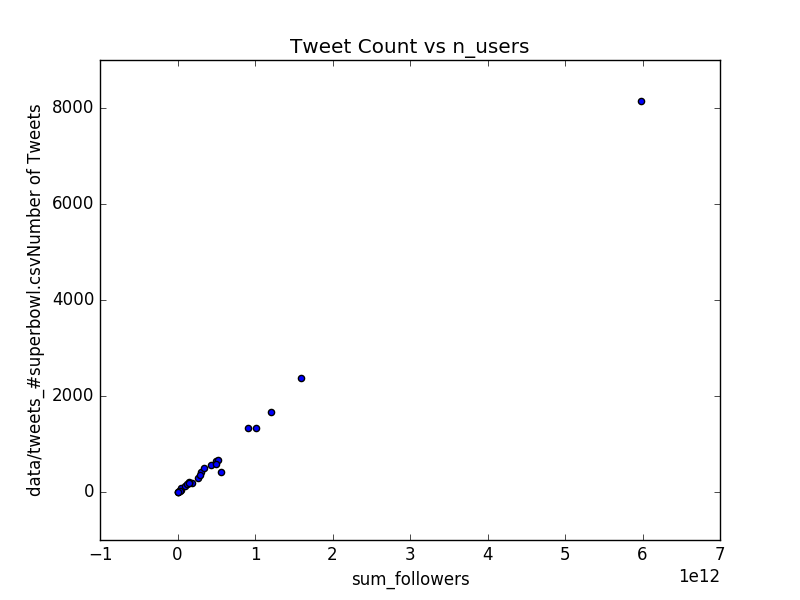 Tweet Count vs n_users
data/tweets_#superbowl.csvNumber of Tweets
8000
6000
4000
2000
0
−1 0 1 2 3 4 5 6 7
1e12
sum_followers